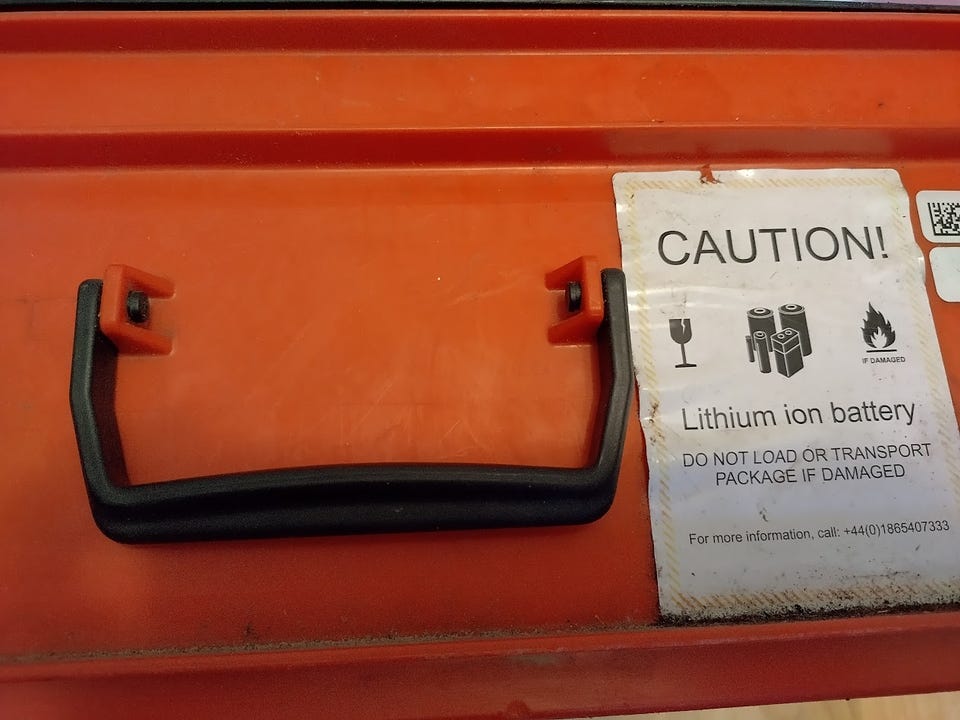 CAUTION!
IF DAMAGED
Lithium ion battery
DO NOT LOAD OR TRANSPORT
PACKAGE IF DAMAGED
For more information, call: +44(0)1865407333